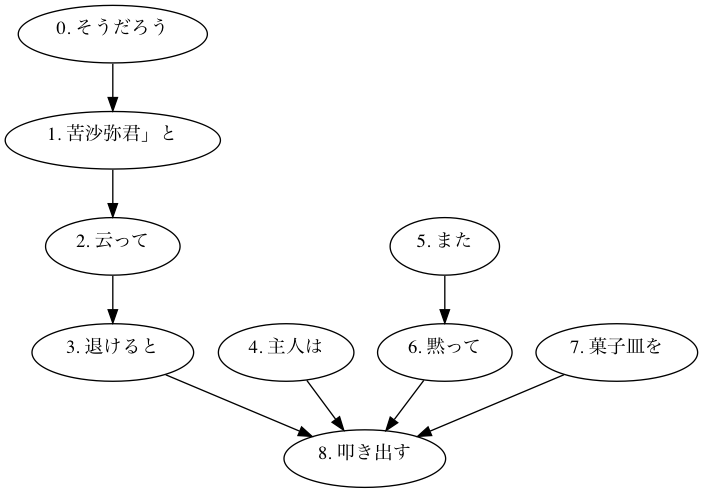 0. そうだろう
1. 苦沙弥君」と
2. 云って
5. また
3. 退けると
4. 主人は
6. 黙って
7. 菓子皿を
8. 叩き出す